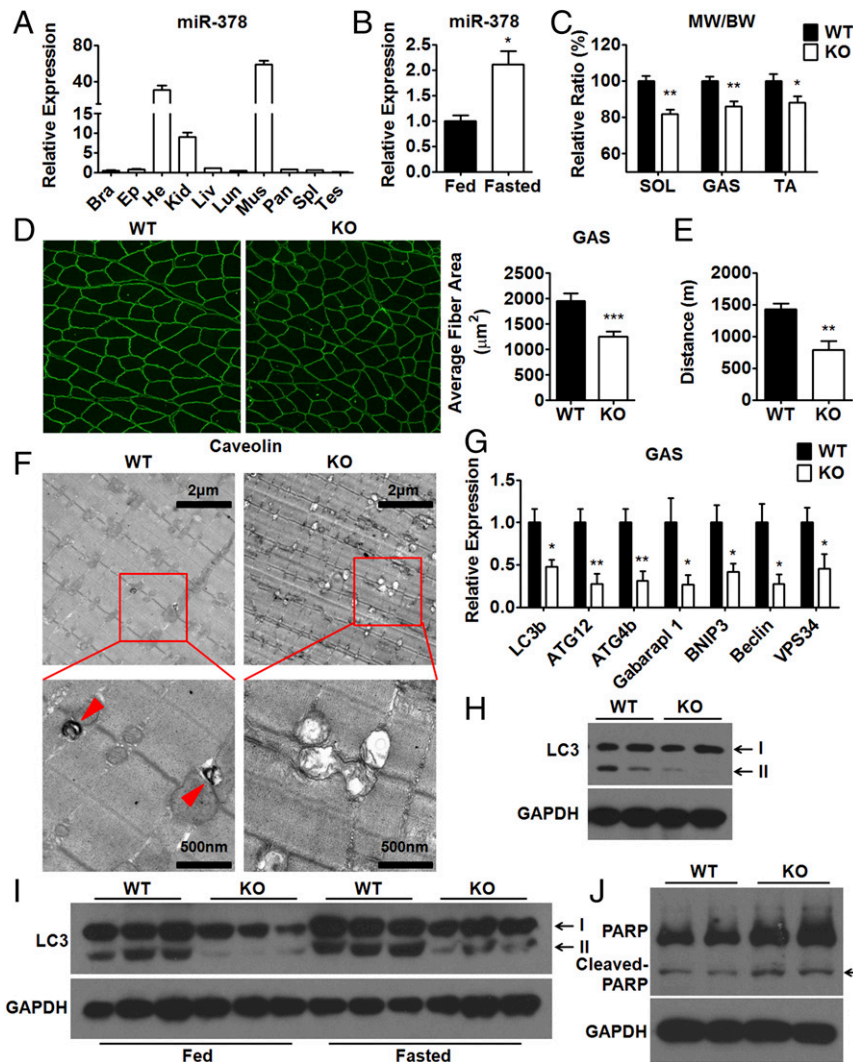 A
miR-378
Relative Expression
80
40
15
10
5
0
Bra Ep He Kid Liv Lun Mus Pan Spl Tes
B
miR-378
Relative Expression
2.5
2.0
1.5
1.0
0.5
0.0
*
Fed Fasted
C
MW/BW
WT
KO
Relative Ratio (%)
120
100
80
60
** ** *
SOL GAS TA
D
WT KO
Caveolin
GAS
Average Fiber Area
(μm²)
2500
2000
1500
1000
500
0
***
WT KO
E
Distance (m)
2000
1500
1000
500
0
**
WT KO
F
WT KO
2μm 2μm
500nm 500nm
G
GAS
WT
KO
Relative Expression
1.5
1.0
0.5
0.0
* ** ** * * * *
LC3b ATG12 ATG4b Gabarapl 1 BNIP3 Beclin VPS34
H
WT KO
LC3
←I
←II
GAPDH
I
WT KO WT KO
LC3
←I
←II
GAPDH
Fed Fasted
J
WT KO
PARP
Cleaved-
PARP
←
GAPDH